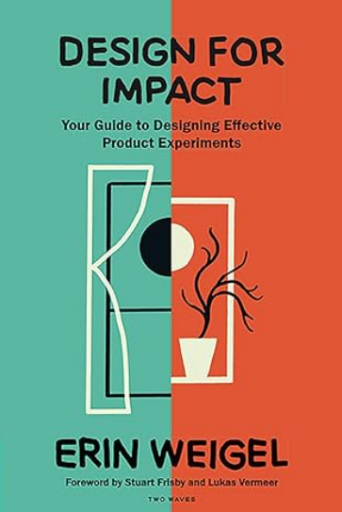 DESIGN FOR
IMPACT
Your Guide to Designing Effective
Product Experiments
ERIN WEIGEL
Foreword by Stuart Frisby and Lukas Vermeer
TWO WAVES